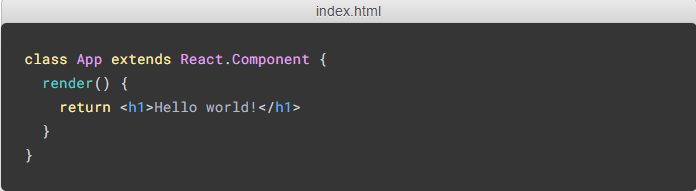 index.html
class App extends React.Component {
  render() {
    return <h1>Hello world!</h1>
  }
}